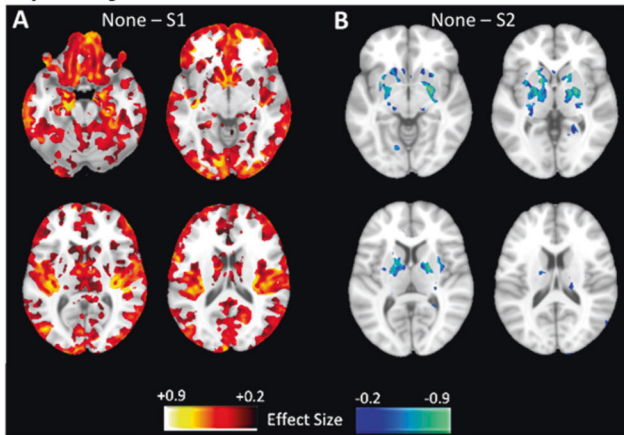 A
None – S1
B
None – S2
+0.9
+0.2
Effect Size
-0.2
-0.9